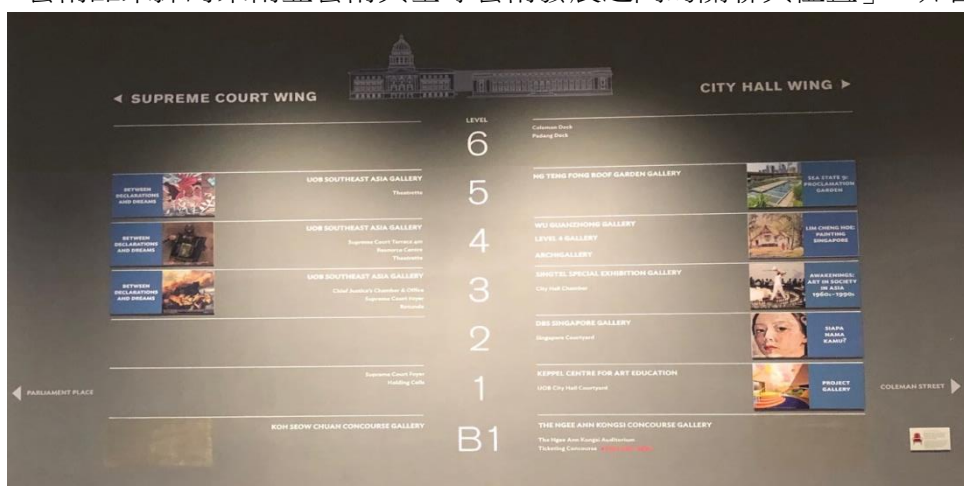 ◀ SUPREME COURT WING
CITY HALL WING ▶
LEVEL
6
Coleman Deck
Padang Deck
BETWEEN
DECLARATIONS
AND DREAMS
UOB SOUTHEAST ASIA GALLERY
Theatrette
5
NG TENG FONG ROOF GARDEN GALLERY
SEA STATE 9:
PROCLAMATION
GARDEN
BETWEEN
DECLARATIONS
AND DREAMS
UOB SOUTHEAST ASIA GALLERY
Supreme Court Terrace
Resource Centre
Theatrette
4
WU GUANZHONG GALLERY
LEVEL 4 GALLERY
ARCHIGALLERY
LIM CHENG HOE:
PAINTING
SINGAPORE
BETWEEN
DECLARATIONS
AND DREAMS
UOB SOUTHEAST ASIA GALLERY
Chief Justice's Chamber & Office
Supreme Court Foyer
Rotunda
3
SINGTEL SPECIAL EXHIBITION GALLERY
City Hall Chamber
AWAKENINGS:
ART IN SOCIETY
IN ASIA
1960s–1990s
2
DBS SINGAPORE GALLERY
Singapore Courtyard
SIAPA
NAMA
KAMU?
◀ PARLIAMENT PLACE
Supreme Court Foyer
Holding Cells
1
KEPPEL CENTRE FOR ART EDUCATION
UOB City Hall Courtyard
PROJECT
GALLERY
COLEMAN STREET ▶
KOH SEOW CHUAN CONCOURSE GALLERY
B1
THE NGEE ANN KONGSI CONCOURSE GALLERY
The Ngee Ann Kongsi Auditorium
Ticketing Concourse